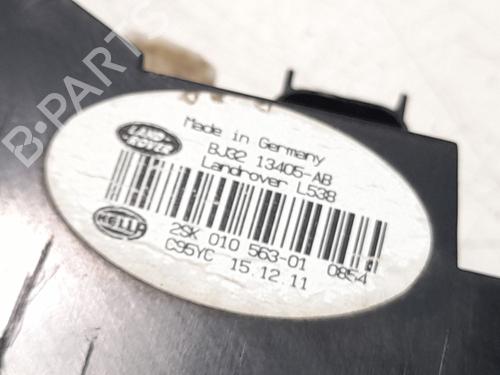 B-PARTS
Made in Germany
LAND ROVER
BJ32 13405-AB
Landrover L538
HELLA
2SK 010 563-01 0854
C95YC 15.12.11